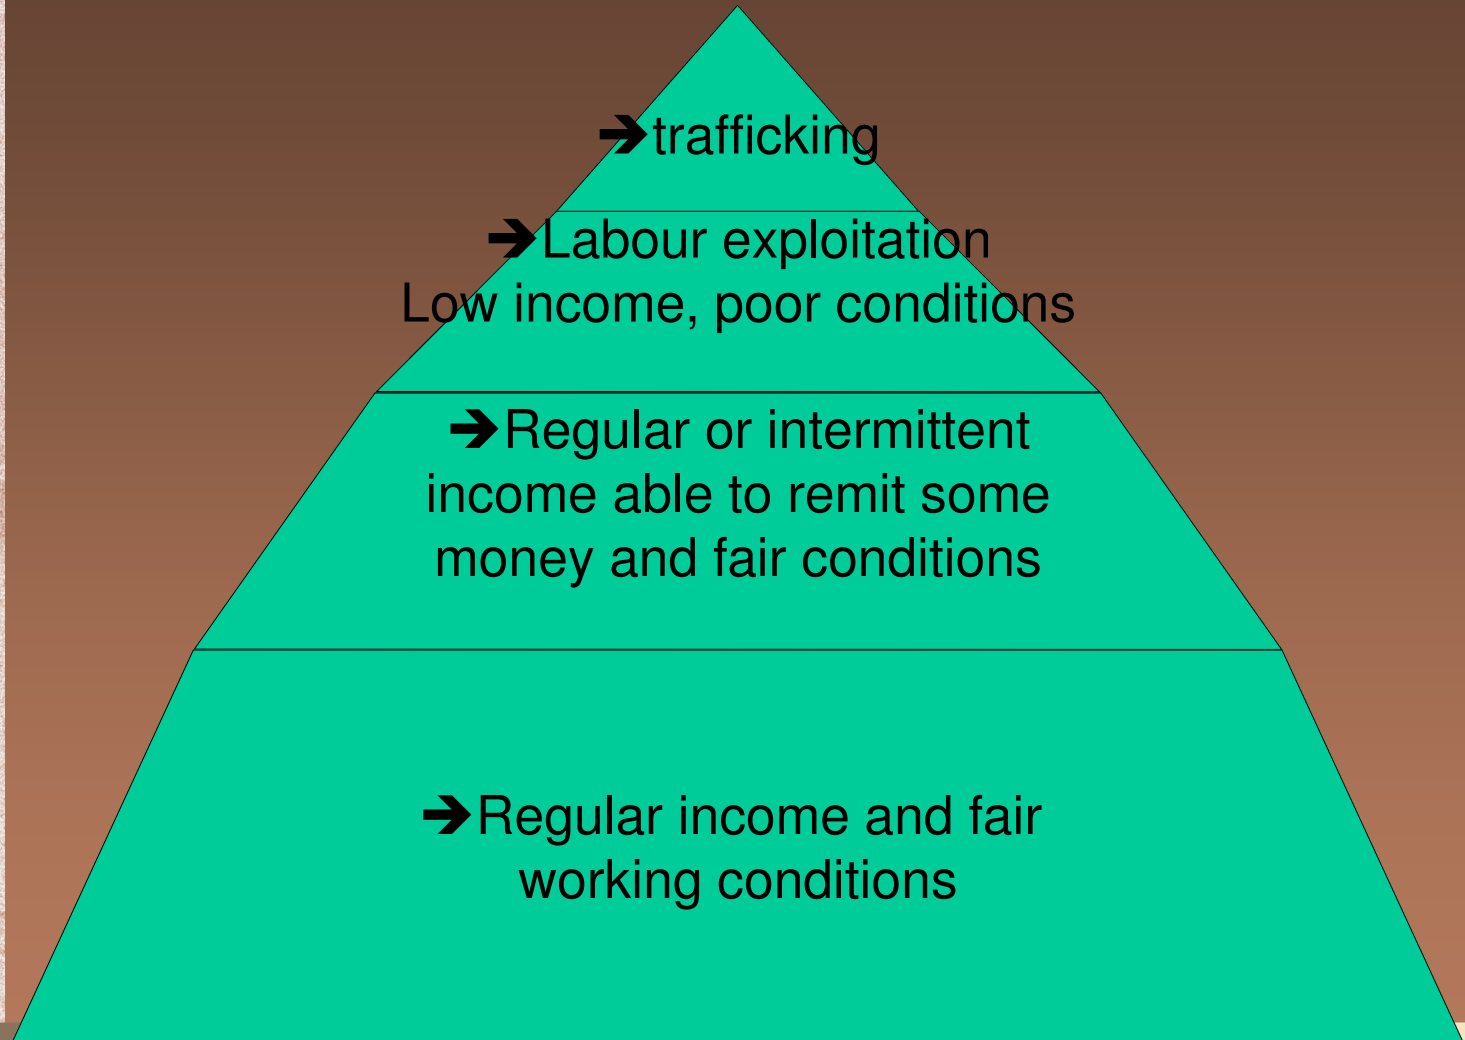 ➔trafficking
➔Labour exploitation
Low income, poor conditions
➔Regular or intermittent
income able to remit some
money and fair conditions
➔Regular income and fair
working conditions